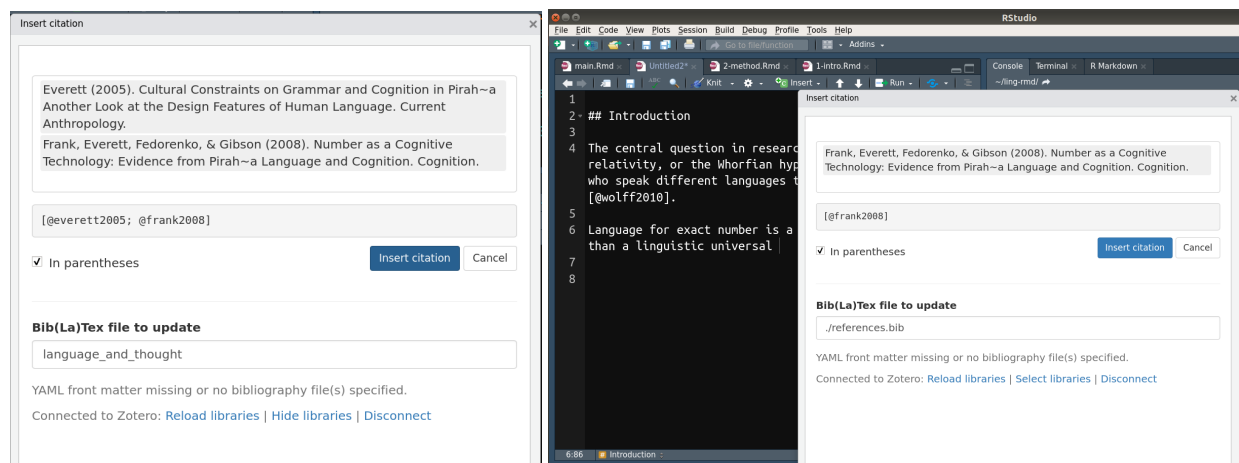 Insert citation
×
Everett (2005). Cultural Constraints on Grammar and Cognition in Pirah~a
Another Look at the Design Features of Human Language. Current
Anthropology.
Frank, Everett, Fedorenko, & Gibson (2008). Number as a Cognitive
Technology: Evidence from Pirah~a Language and Cognition. Cognition.
[@everett2005; @frank2008]
In parentheses
Insert citation
Cancel
Bib(La)Tex file to update
language_and_thought
YAML front matter missing or no bibliography file(s) specified.
Connected to Zotero: Reload libraries | Hide libraries | Disconnect
RStudio
File Edit Code View Plots Session Build Debug Profile Tools Help
Go to file/function
Addins
main.Rmd × Untitled2* × 2-method.Rmd × 1-intro.Rmd ×
Console Terminal × R Markdown ×
ABC Knit Insert Run
~/ling-rmd/
1
2 ## Introduction
3
4 The central question in researc
relativity, or the Whorfian hyp
who speak different languages t
[@wolff2010].
5
6 Language for exact number is a
than a linguistic universal
7
8
6:86 Introduction :
Insert citation
×
Frank, Everett, Fedorenko, & Gibson (2008). Number as a Cognitive
Technology: Evidence from Pirah~a Language and Cognition. Cognition.
[@frank2008]
In parentheses
Insert citation
Cancel
Bib(La)Tex file to update
./references.bib
YAML front matter missing or no bibliography file(s) specified.
Connected to Zotero: Reload libraries | Select libraries | Disconnect